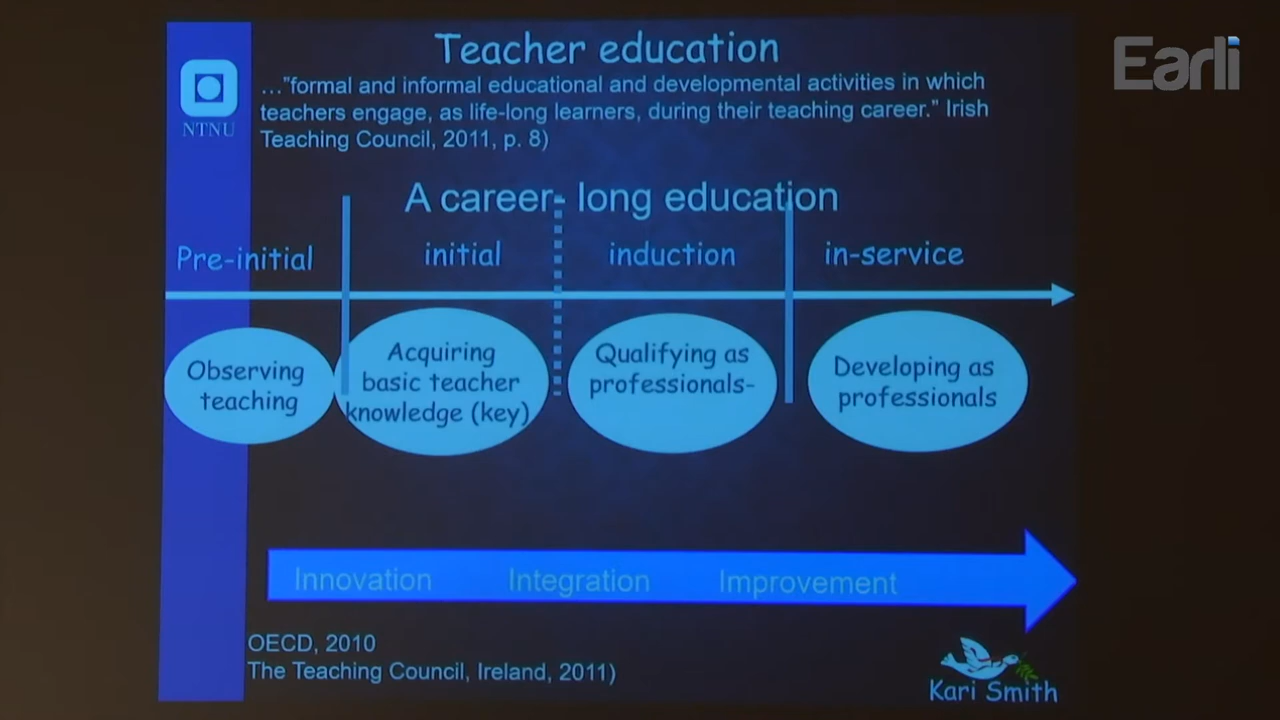 Earli
Teacher education
..."formal and informal educational and developmental activities in which
teachers engage, as life-long learners, during their teaching career." Irish
Teaching Council, 2011, p. 8)
NTNU
A career- long education
Pre-initial
initial
induction
in-service
Observing
teaching
Acquiring
basic teacher
knowledge (key)
Qualifying as
professionals-
Developing as
professionals
Innovation
Integration
Improvement
OECD, 2010
The Teaching Council, Ireland, 2011)
Kari Smith